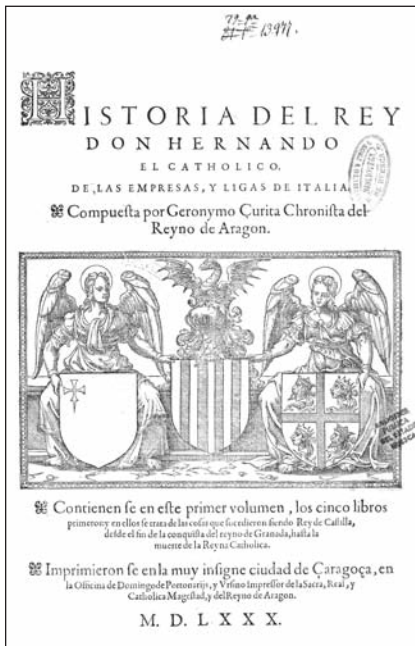 13977.
HISTORIA DEL REY
DON HERNANDO
EL CATHOLICO.
DE LAS EMPRESAS, Y LIGAS DE ITALIA.
Compueſta por Geronymo Çurita Chroniſta del
Reyno de Aragon.
Contienen ſe en eſte primer volumen, los cinco libros
primeros y en ellos ſe trata de las coſas que ſucedieron ſiendo Rey de Caſtilla,
deſde el fin de la conquiſta del reyno de Granada, haſta la
muerte de la Reyna Catholica.
Imprimieron ſe en la muy inſigne ciudad de Çaragoça, en
la Officina de Domingo de Portonarijs, y Vrſino Impreſſor de la Sacra, Real, y
Catholica Mageſtad, y del Reyno de Aragon.
M. D. LXXX.